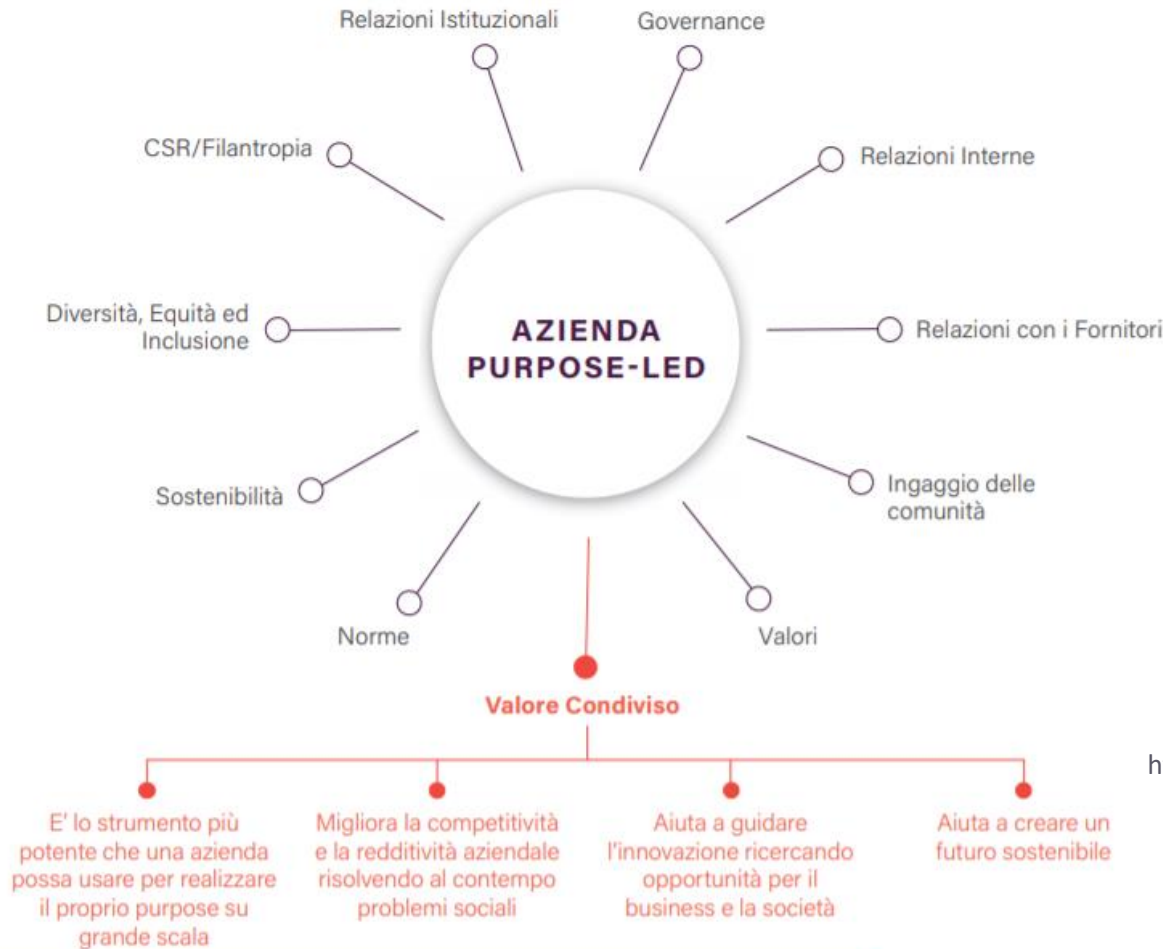 Relazioni Istituzionali
Governance
CSR/Filantropia
Relazioni Interne
Diversità, Equità ed
Inclusione
AZIENDA
PURPOSE-LED
Relazioni con i Fornitori
Sostenibilità
Ingaggio delle
comunità
Norme
Valori
Valore Condiviso
h
E' lo strumento più
potente che una azienda
possa usare per realizzare
il proprio purpose su
grande scala
Migliora la competitività
e la redditività aziendale
risolvendo al contempo
problemi sociali
Aiuta a guidare
l'innovazione ricercando
opportunità per il
business e la società
Aiuta a creare un
futuro sostenibile